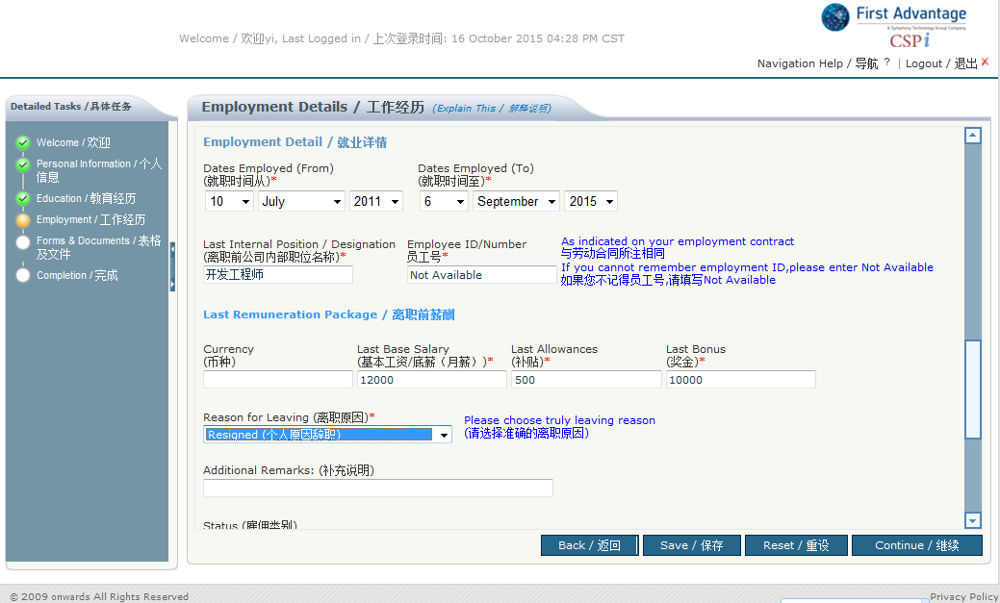 First Advantage
A Symphony Technology Group Company
CSPi
Welcome / 欢迎yi, Last Logged in / 上次登录时间: 16 October 2015 04:28 PM CST
Navigation Help / 导航 ? | Logout / 退出 ×
Detailed Tasks /具体任务
Welcome / 欢迎
Personal Information / 个人
信息
Education / 教育经历
Employment / 工作经历
Forms & Documents / 表格
及文件
Completion / 完成
Employment Details / 工作经历 (Explain This / 解释说明)
Employment Detail / 就业详情
Dates Employed (From) Dates Employed (To)
(就职时间从)* (就职时间至)*
10 July 2011 6 September 2015
Last Internal Position / Designation Employee ID/Number As indicated on your employment contract
(离职前公司内部职位名称)* 员工号* 与劳动合同所注相同
开发工程师 Not Available If you cannot remember employment ID,please enter Not Available
如果您不记得员工号,请填写Not Available
Last Remuneration Package / 离职前薪酬
Currency Last Base Salary Last Allowances Last Bonus
(币种) (基本工资/底薪（月薪）)* (补贴)* (奖金)*
12000 500 10000
Reason for Leaving (离职原因)* Please choose truly leaving reason
Resigned (个人原因辞职) (请选择准确的离职原因)
Additional Remarks: (补充说明)
Status (雇佣类别)
Back / 返回 Save / 保存 Reset / 重设 Continue / 继续
© 2009 onwards All Rights Reserved Privacy Policy